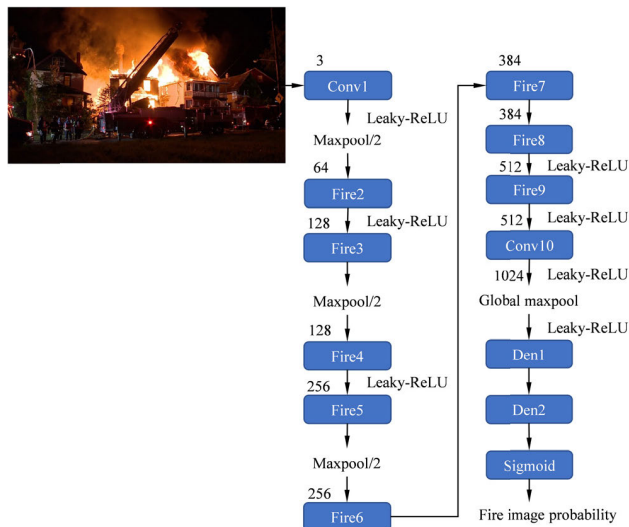 3
Conv1
Leaky-ReLU
Maxpool/2
64
Fire2
Leaky-ReLU
128
Fire3
Maxpool/2
128
Fire4
Leaky-ReLU
256
Fire5
Maxpool/2
256
Fire6
384
Fire7
384
Fire8
Leaky-ReLU
512
Fire9
Leaky-ReLU
512
Conv10
Leaky-ReLU
1024
Global maxpool
Leaky-ReLU
Den1
Den2
Sigmoid
Fire image probability